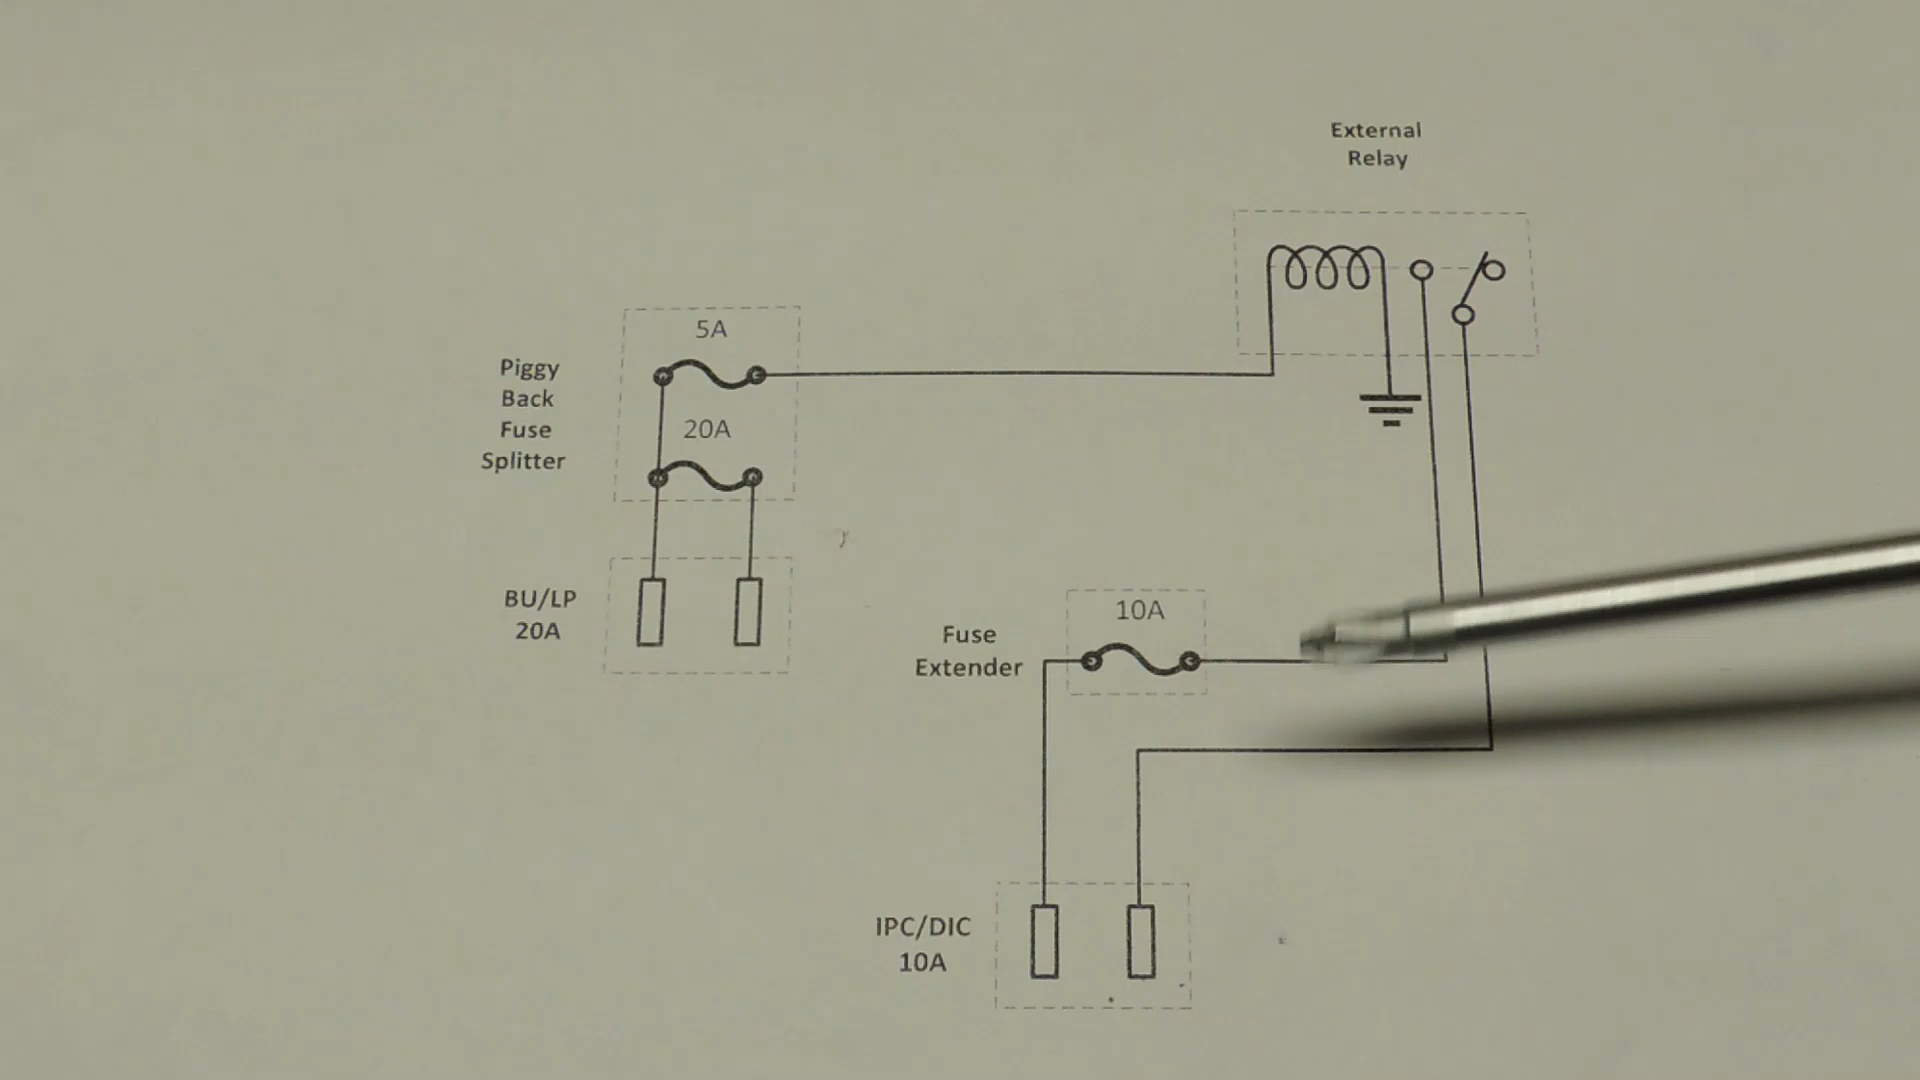 External
Relay
5A
Piggy
Back
Fuse
Splitter
20A
BU/LP
20A
10A
Fuse
Extender
IPC/DIC
10A